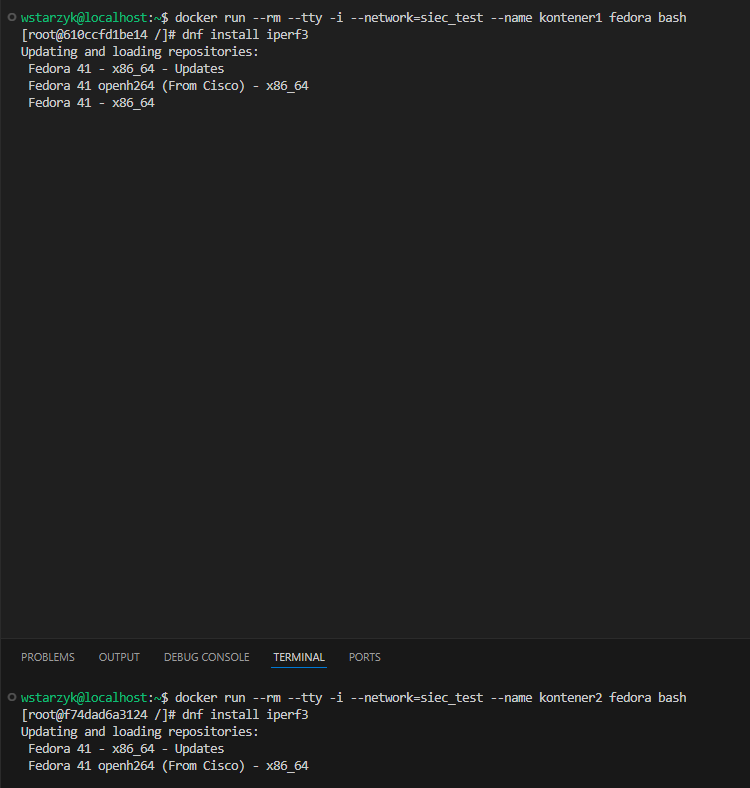 wstarzyk@localhost:~$ docker run --rm --tty -i --network=siec_test --name kontener1 fedora bash
[root@610ccfd1be14 /]# dnf install iperf3
Updating and loading repositories:
 Fedora 41 - x86_64 - Updates
 Fedora 41 openh264 (From Cisco) - x86_64
 Fedora 41 - x86_64
PROBLEMS OUTPUT DEBUG CONSOLE TERMINAL PORTS
wstarzyk@localhost:~$ docker run --rm --tty -i --network=siec_test --name kontener2 fedora bash
[root@f74dad6a3124 /]# dnf install iperf3
Updating and loading repositories:
 Fedora 41 - x86_64 - Updates
 Fedora 41 openh264 (From Cisco) - x86_64